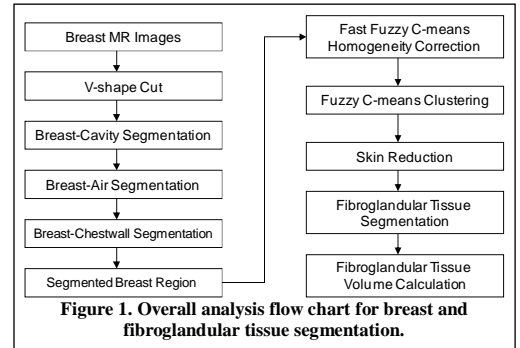 Breast MR Images
V-shape Cut
Breast-Cavity Segmentation
Breast-Air Segmentation
Breast-Chestwall Segmentation
Segmented Breast Region
Fast Fuzzy C-means
Homogeneity Correction
Fuzzy C-means Clustering
Skin Reduction
Fibroglandular Tissue
Segmentation
Fibroglandular Tissue
Volume Calculation
Figure 1. Overall analysis flow chart for breast and
fibroglandular tissue segmentation.